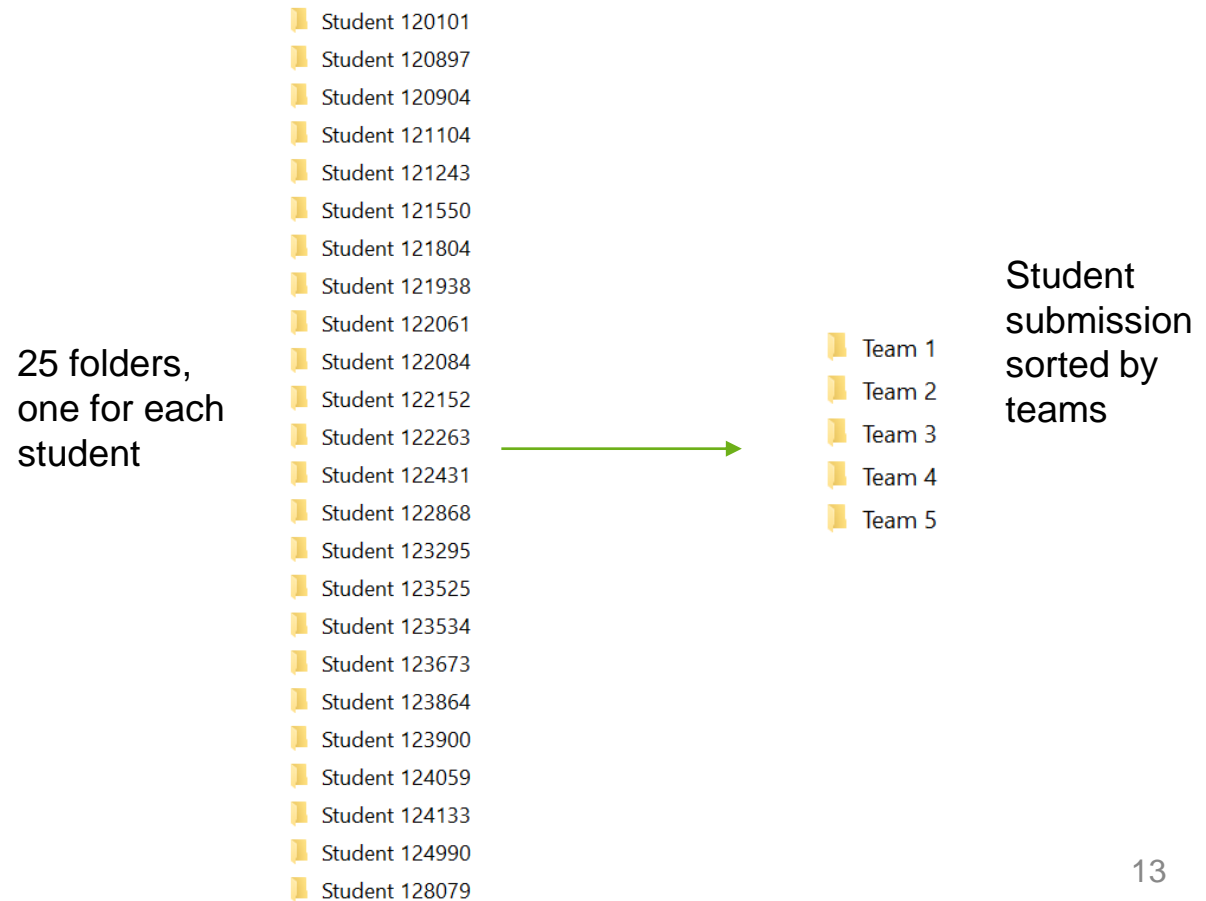 25 folders,
one for each
student
Student 120101
Student 120897
Student 120904
Student 121104
Student 121243
Student 121550
Student 121804
Student 121938
Student 122061
Student 122084
Student 122152
Student 122263
Student 122431
Student 122868
Student 123295
Student 123525
Student 123534
Student 123673
Student 123864
Student 123900
Student 124059
Student 124133
Student 124990
Student 128079
Team 1
Team 2
Team 3
Team 4
Team 5
Student
submission
sorted by
teams
13